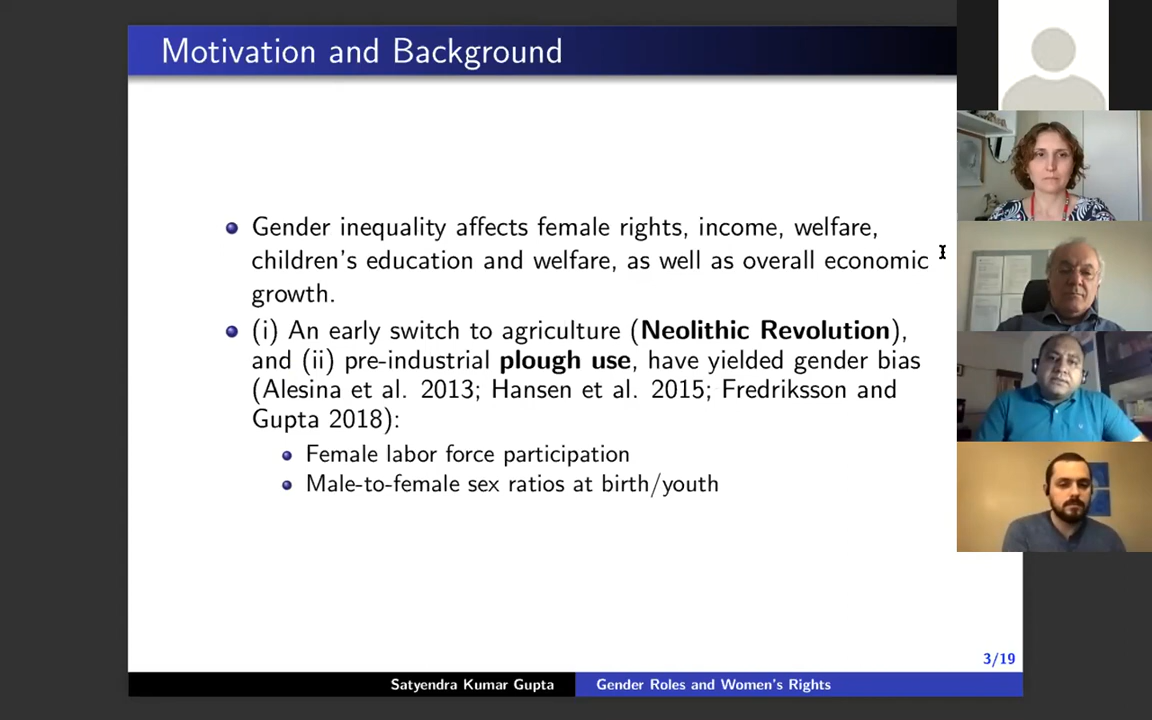 Motivation and Background
Gender inequality affects female rights, income, welfare,
children's education and welfare, as well as overall economic
growth.
(i) An early switch to agriculture (Neolithic Revolution),
and (ii) pre-industrial plough use, have yielded gender bias
(Alesina et al. 2013; Hansen et al. 2015; Fredriksson and
Gupta 2018):
Female labor force participation
Male-to-female sex ratios at birth/youth
3/19
Satyendra Kumar Gupta
Gender Roles and Women's Rights